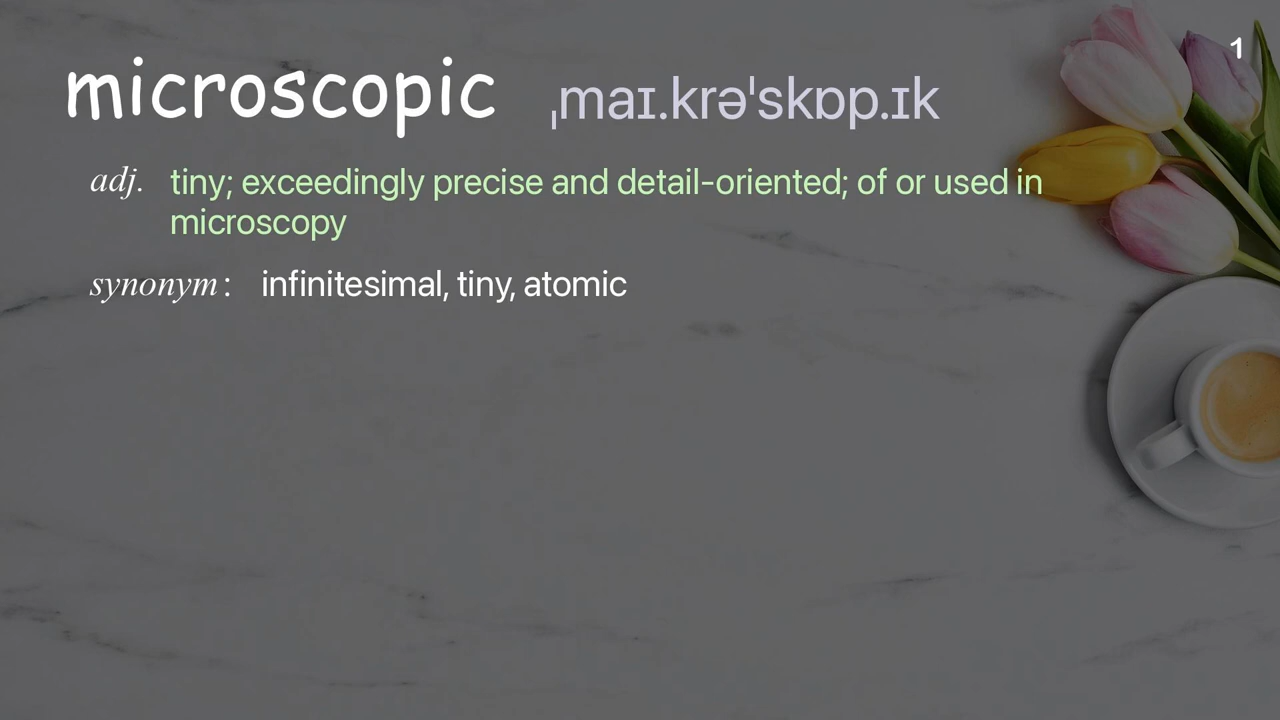 1
microscopic ˌmaɪ.krəˈskɒp.ɪk
adj. tiny; exceedingly precise and detail-oriented; of or used in
microscopy
synonym: infinitesimal, tiny, atomic